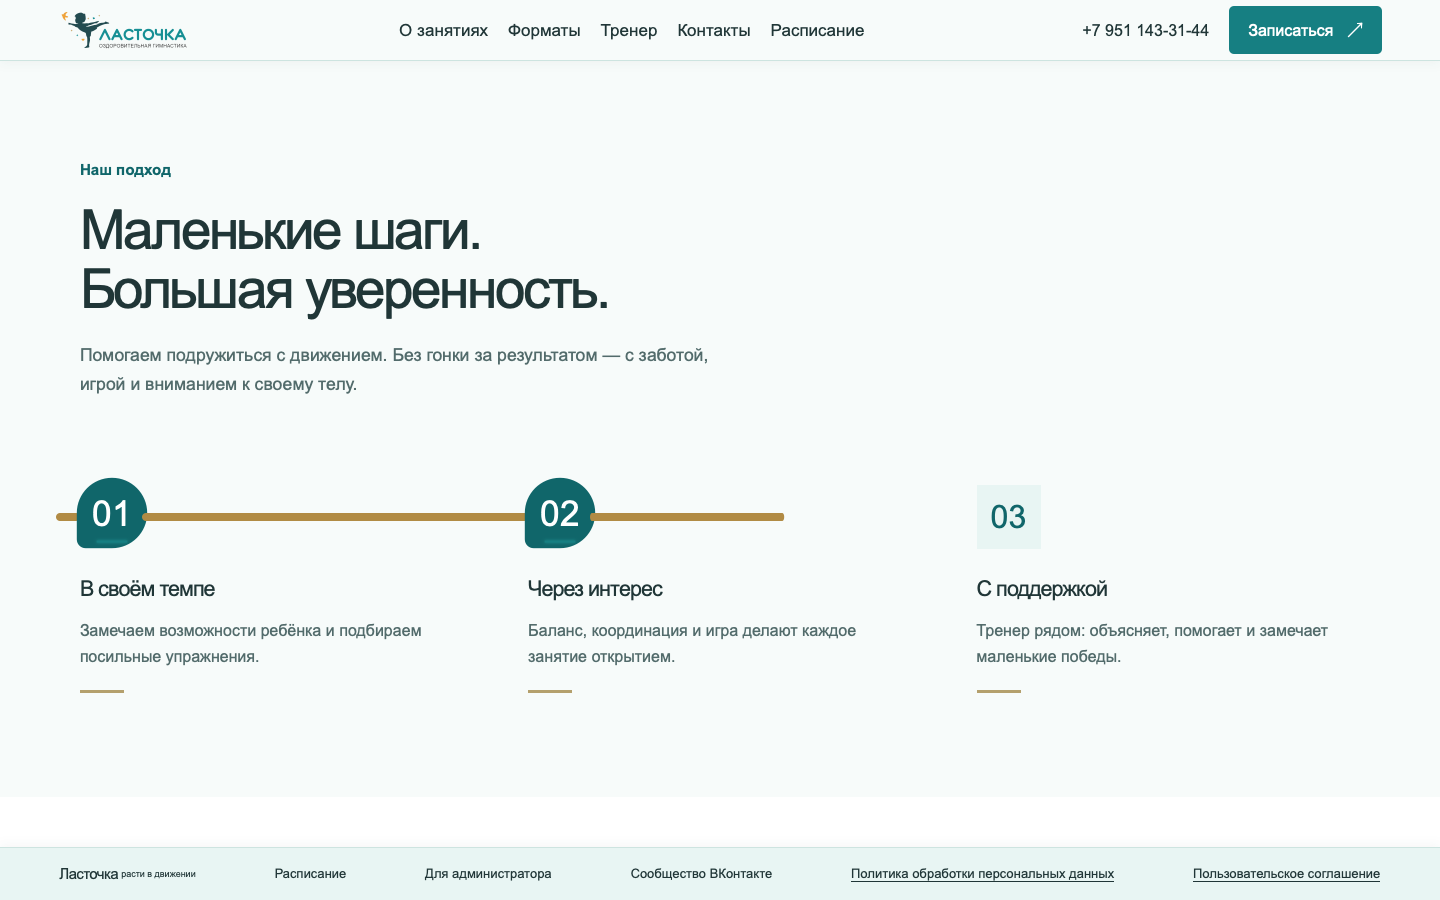 ЛАСТОЧКА
ОЗДОРОВИТЕЛЬНАЯ ГИМНАСТИКА
О занятиях Форматы Тренер Контакты Расписание
+7 951 143-31-44
Записаться
Наш подход
Маленькие шаги.
Большая уверенность.
Помогаем подружиться с движением. Без гонки за результатом — с заботой,
игрой и вниманием к своему телу.
01
В своём темпе
Замечаем возможности ребёнка и подбираем
посильные упражнения.
02
Через интерес
Баланс, координация и игра делают каждое
занятие открытием.
03
С поддержкой
Тренер рядом: объясняет, помогает и замечает
маленькие победы.
Ласточка расти в движении
Расписание
Для администратора
Сообщество ВКонтакте
Политика обработки персональных данных
Пользовательское соглашение